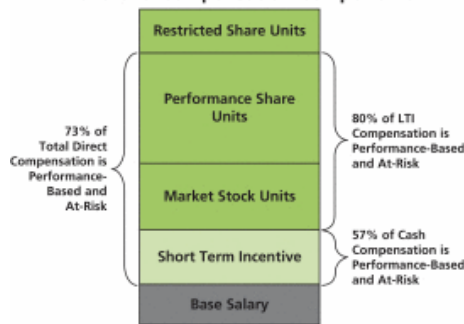 Restricted Share Units
Performance Share
Units
Market Stock Units
Short Term Incentive
Base Salary
73% of
Total Direct
Compensation is
Performance-
Based and
At-Risk
80% of LTI
Compensation is
Performance-Based
and At-Risk
57% of Cash
Compensation is
Performance-Based
and At-Risk